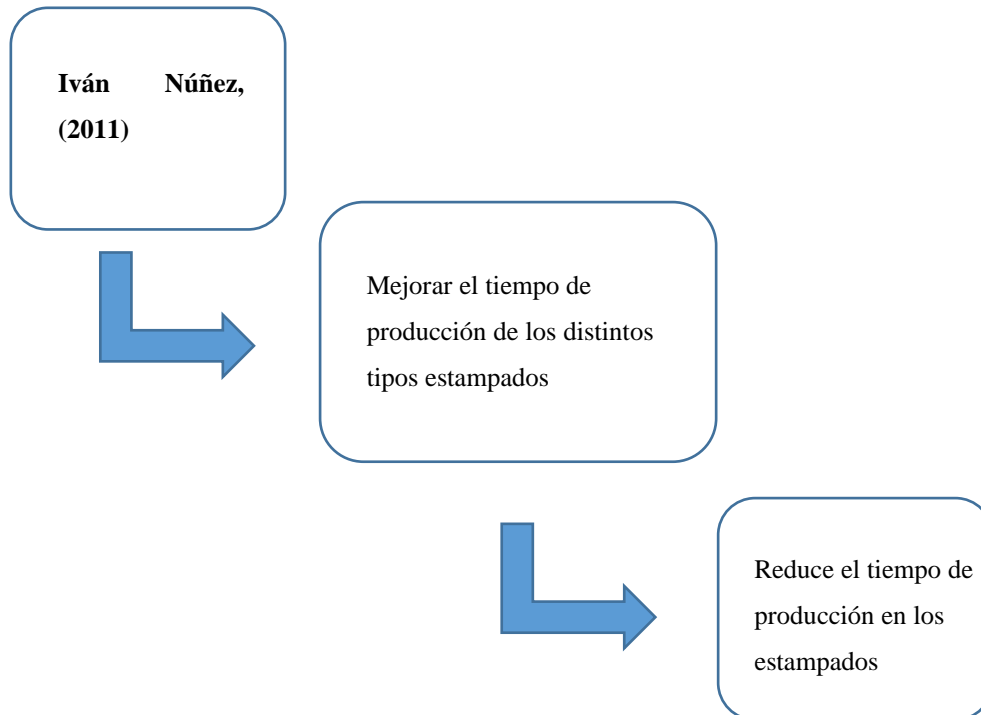 Iván Núñez,
(2011)
Mejorar el tiempo de
producción de los distintos
tipos estampados
Reduce el tiempo de
producción en los
estampados